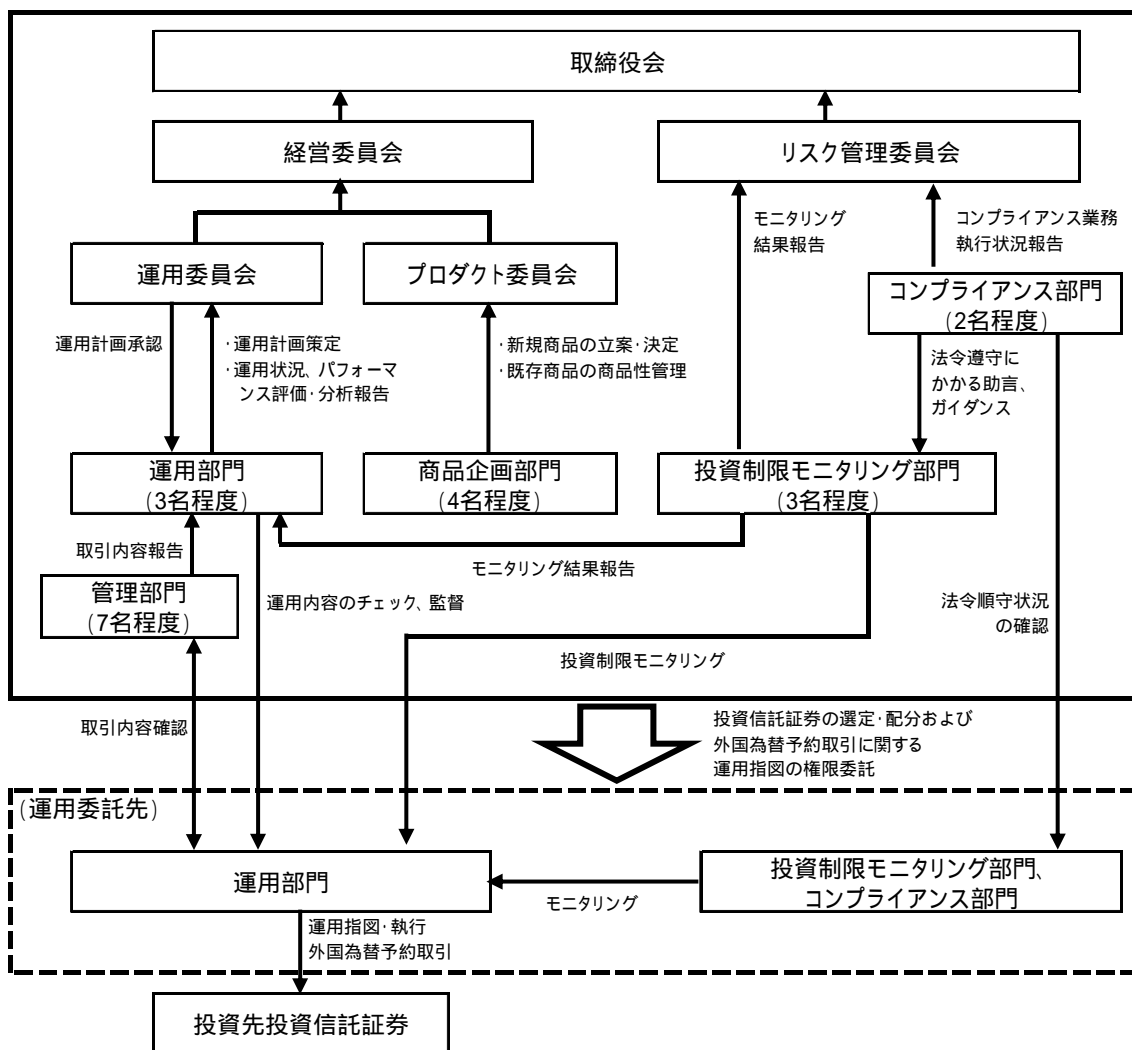 取締役会
経営委員会
リスク管理委員会
モニタリング
結果報告
コンプライアンス業務
執行状況報告
運用委員会
プロダクト委員会
コンプライアンス部門
(2名程度)
運用計画承認
・運用計画策定
・運用状況、パフォーマ
ンス評価・分析報告
・新規商品の立案・決定
・既存商品の商品性管理
法令遵守に
かかる助言、
ガイダンス
運用部門
(3名程度)
商品企画部門
(4名程度)
投資制限モニタリング部門
(3名程度)
取引内容報告
モニタリング結果報告
管理部門
(7名程度)
運用内容のチェック、監督
法令順守状況
の確認
投資制限モニタリング
取引内容確認
投資信託証券の選定・配分および
外国為替予約取引に関する
運用指図の権限委託
(運用委託先)
運用部門
モニタリング
投資制限モニタリング部門、
コンプライアンス部門
運用指図・執行
外国為替予約取引
投資先投資信託証券